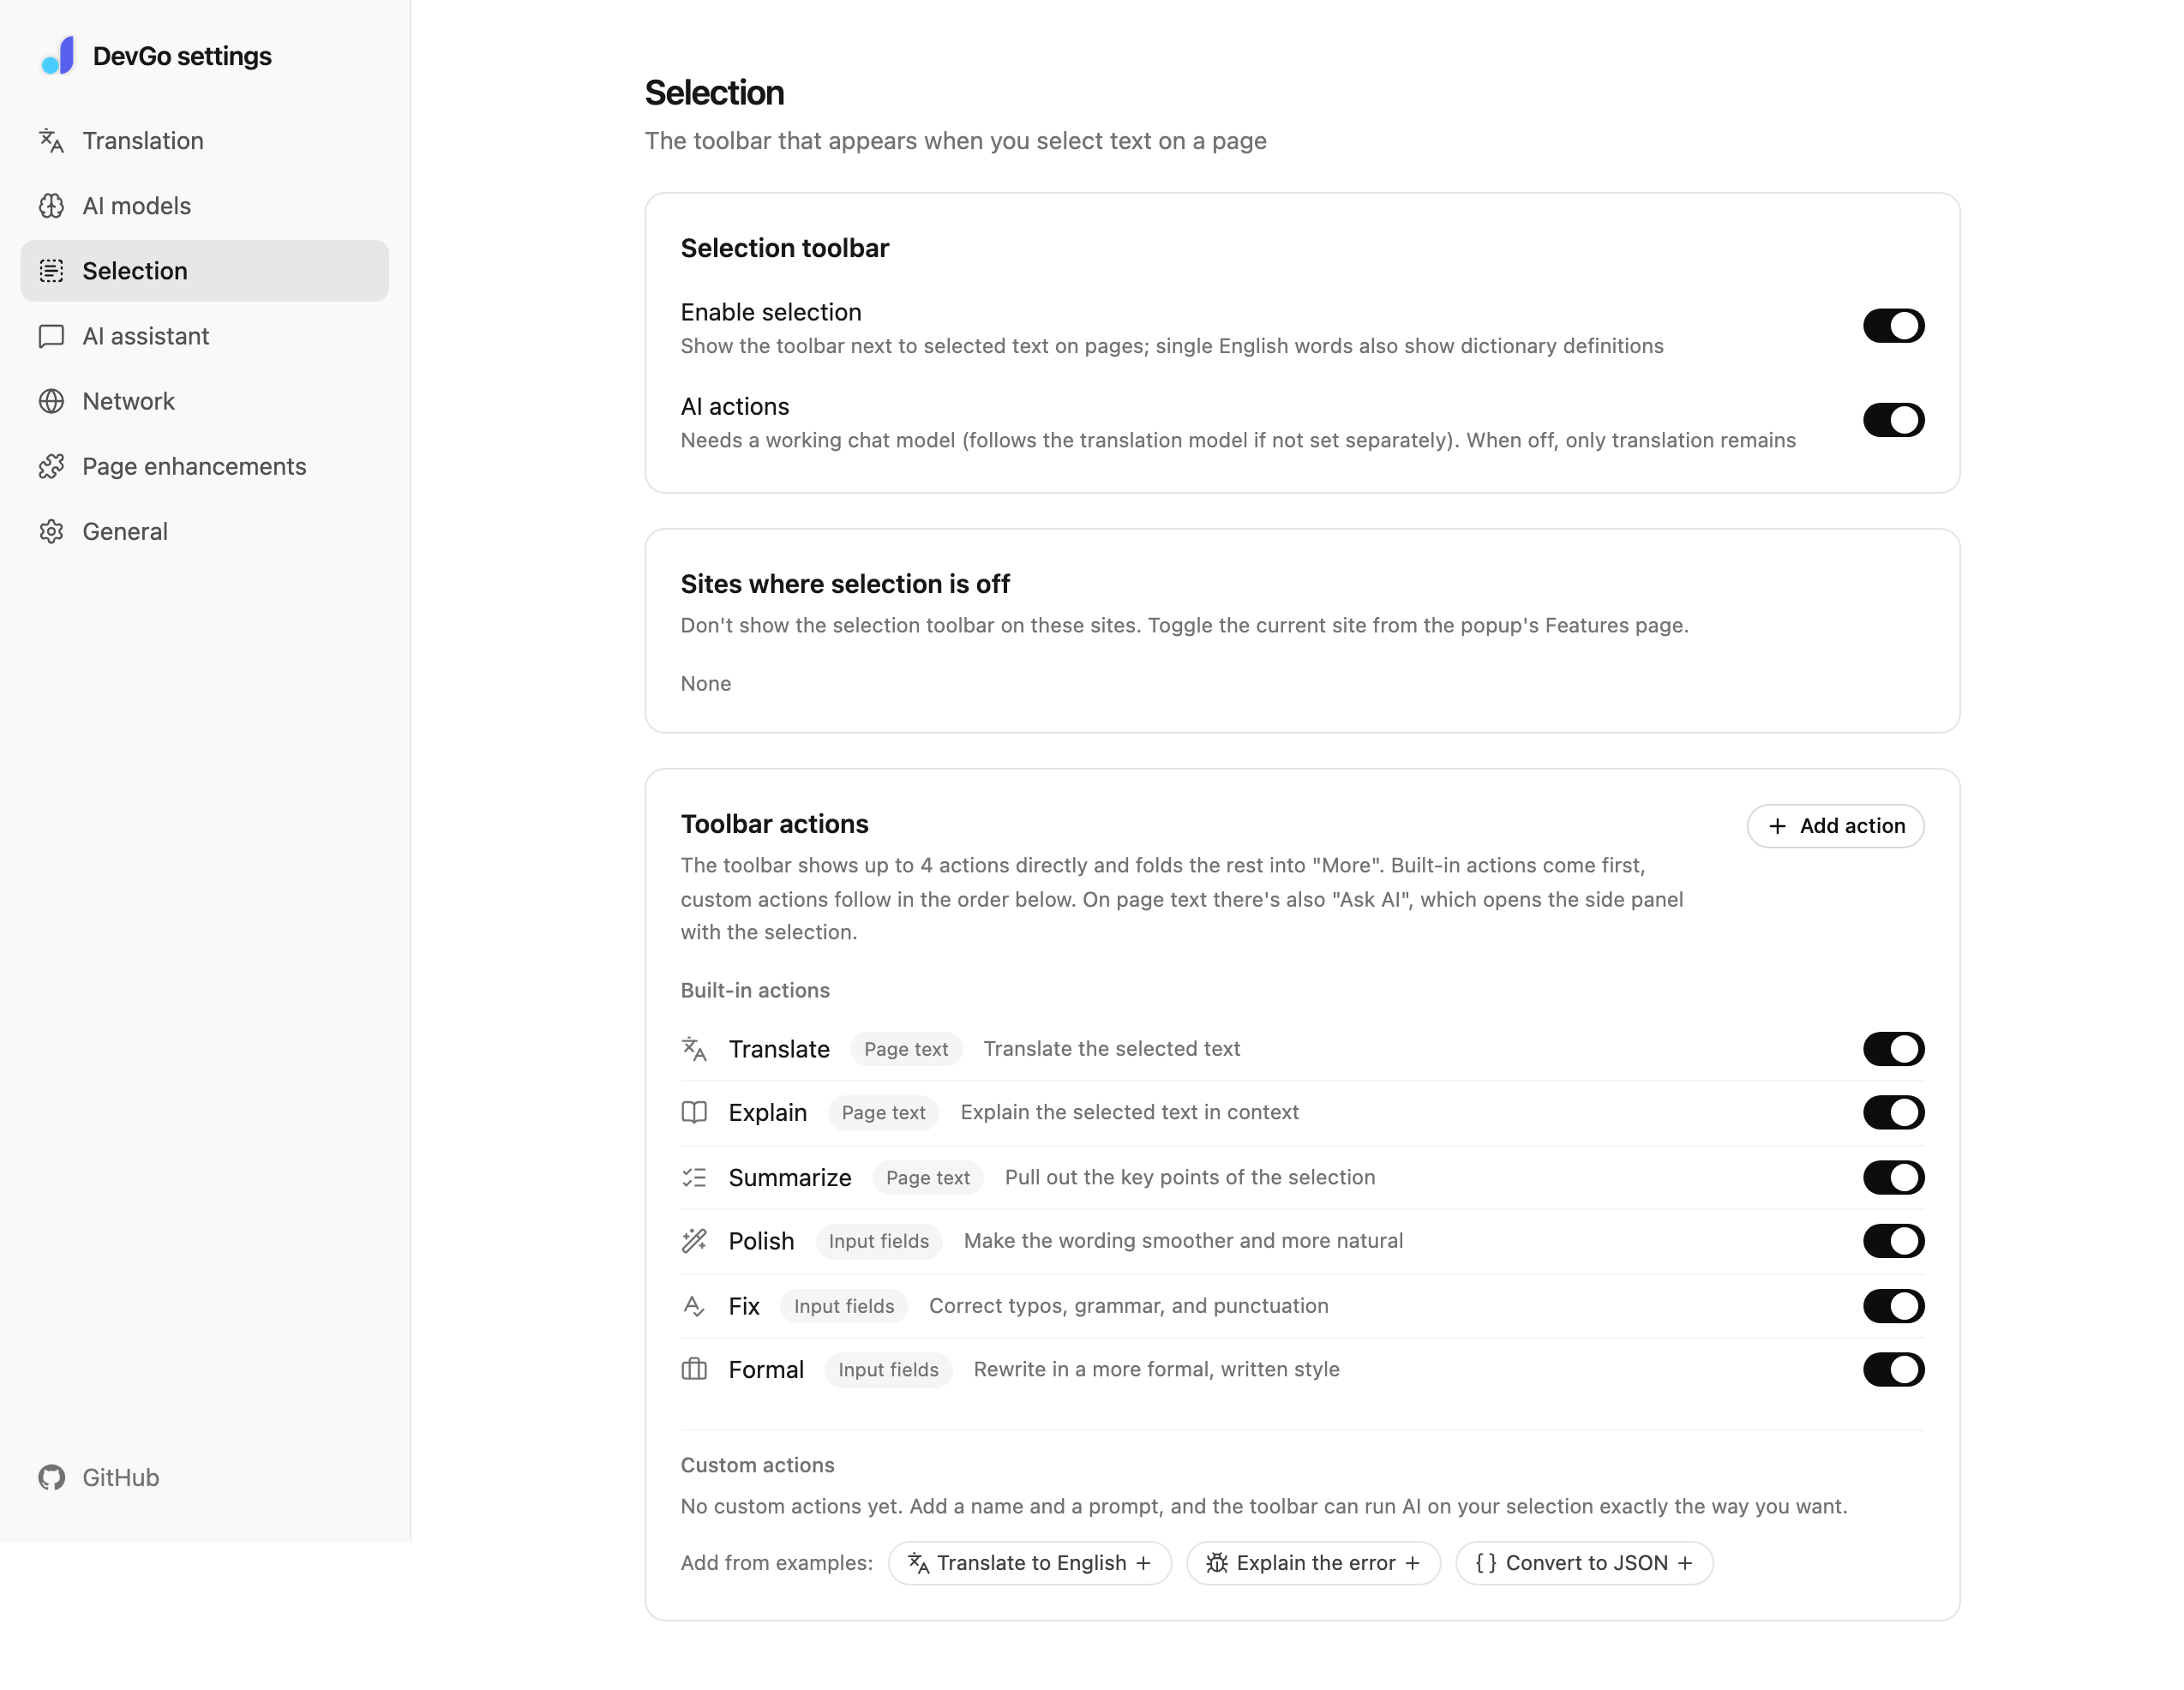 DevGo settings
Translation
AI models
Selection
AI assistant
Network
Page enhancements
General
GitHub
Selection
The toolbar that appears when you select text on a page
Selection toolbar
Enable selection
Show the toolbar next to selected text on pages; single English words also show dictionary definitions
AI actions
Needs a working chat model (follows the translation model if not set separately). When off, only translation remains
Sites where selection is off
Don't show the selection toolbar on these sites. Toggle the current site from the popup's Features page.
None
Toolbar actions
Add action
The toolbar shows up to 4 actions directly and folds the rest into "More". Built-in actions come first,
custom actions follow in the order below. On page text there's also "Ask AI", which opens the side panel
with the selection.
Built-in actions
Translate Page text Translate the selected text
Explain Page text Explain the selected text in context
Summarize Page text Pull out the key points of the selection
Polish Input fields Make the wording smoother and more natural
Fix Input fields Correct typos, grammar, and punctuation
Formal Input fields Rewrite in a more formal, written style
Custom actions
No custom actions yet. Add a name and a prompt, and the toolbar can run AI on your selection exactly the way you want.
Add from examples: Translate to English + Explain the error + {} Convert to JSON +